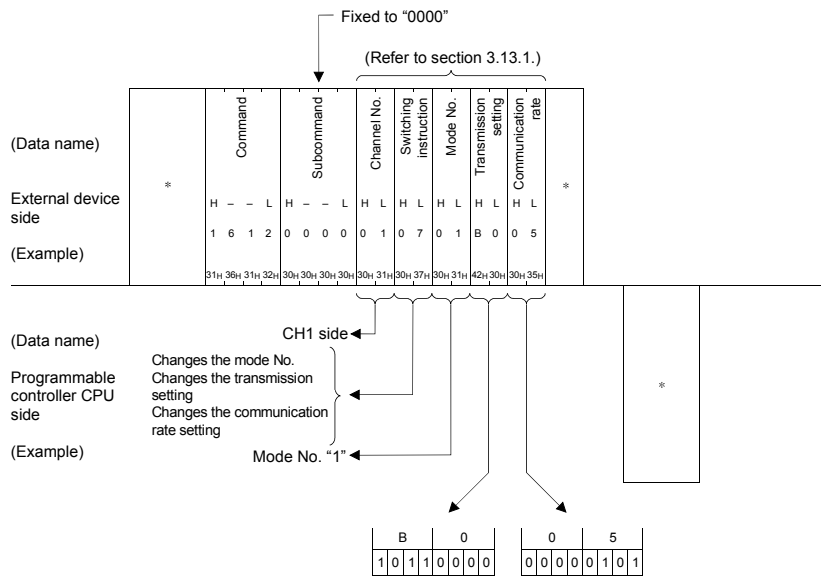 Fixed to "0000"
(Refer to section 3.13.1.)
(Data name)
Command
Subcommand
Channel No.
Switching instruction
Mode No.
Transmission setting
Communication rate
*
*
External device side
H – – L H – – L H L H L H L H L H L
1 6 1 2 0 0 0 0 0 1 0 7 0 1 B 0 0 5
(Example)
31H 36H 31H 32H 30H 30H 30H 30H 30H 31H 30H 37H 30H 31H 42H 30H 30H 35H
(Data name)
CH1 side
Programmable controller CPU side
Changes the mode No.
Changes the transmission
setting
Changes the communication
rate setting
*
(Example)
Mode No. "1"
B 0 0 5
1 0 1 1 0 0 0 0 0 0 0 0 0 1 0 1